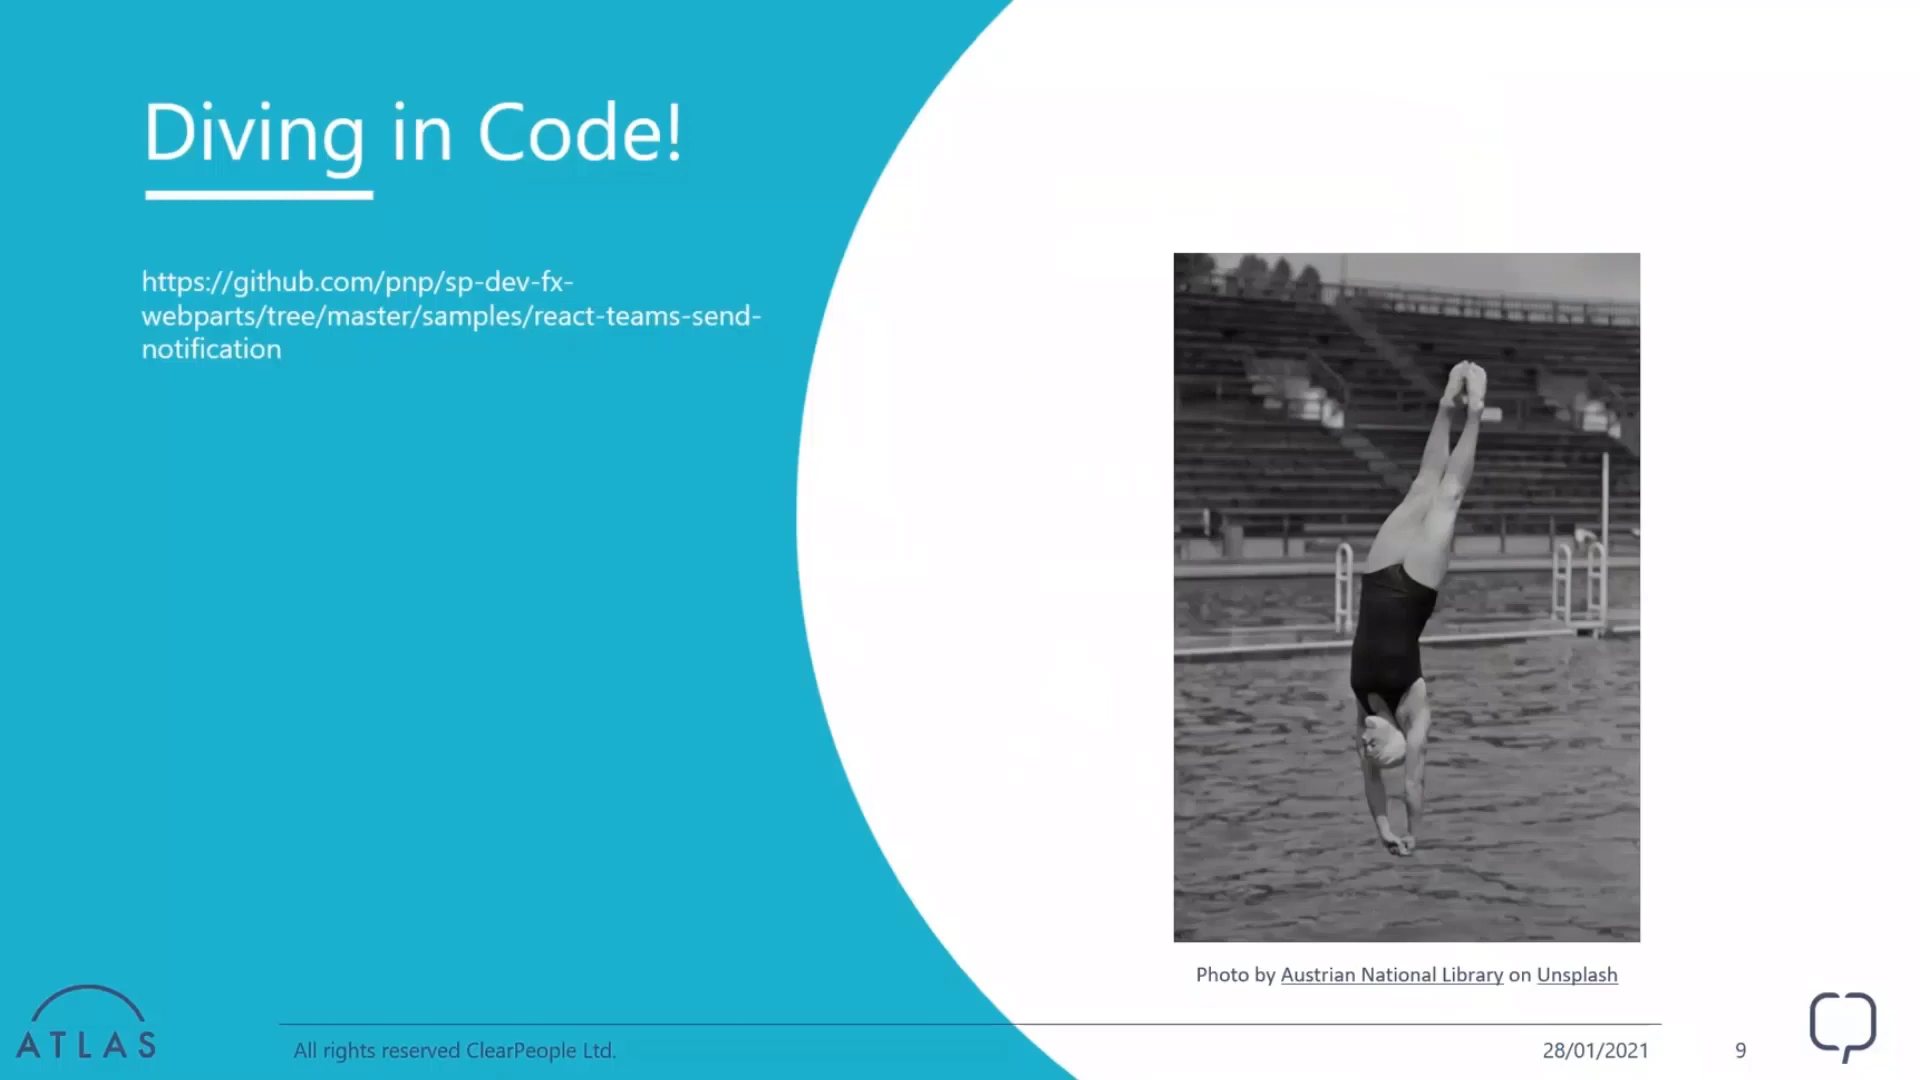 Diving in Code!
https://github.com/pnp/sp-dev-fx-
webparts/tree/master/samples/react-teams-send-
notification
Photo by Austrian National Library on Unsplash
ATLAS
All rights reserved ClearPeople Ltd.
28/01/2021
9